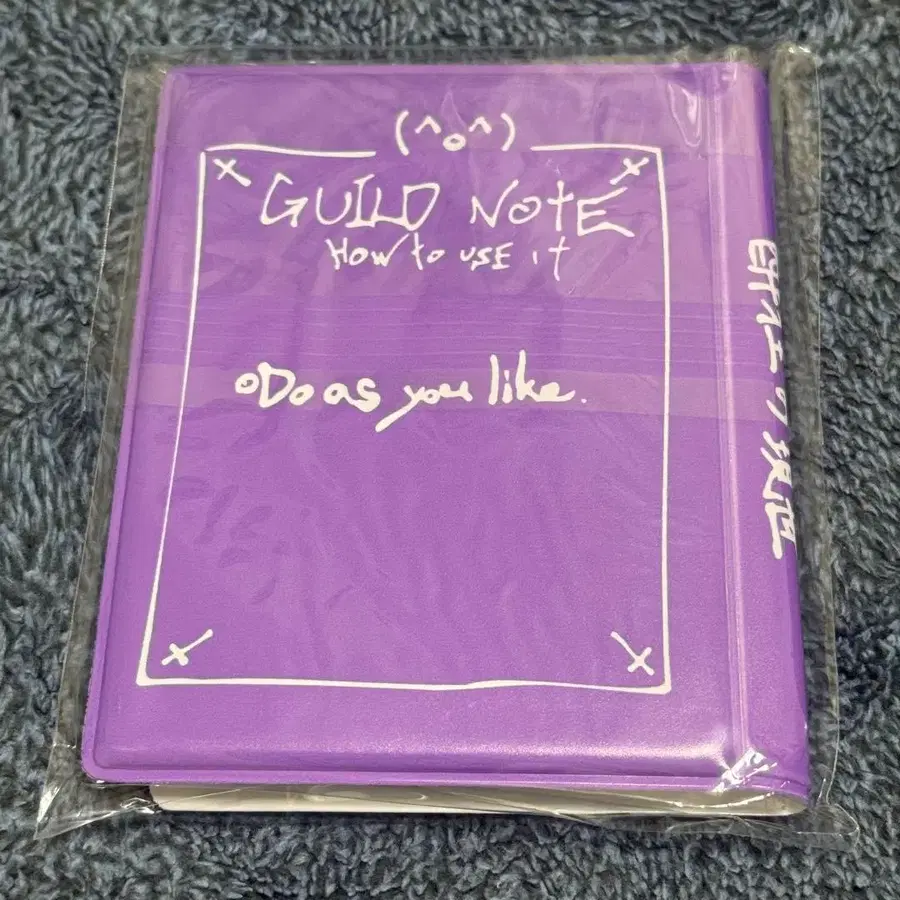 (^o^)
GUILD NOTE
HOW to USE it
Do as you like.